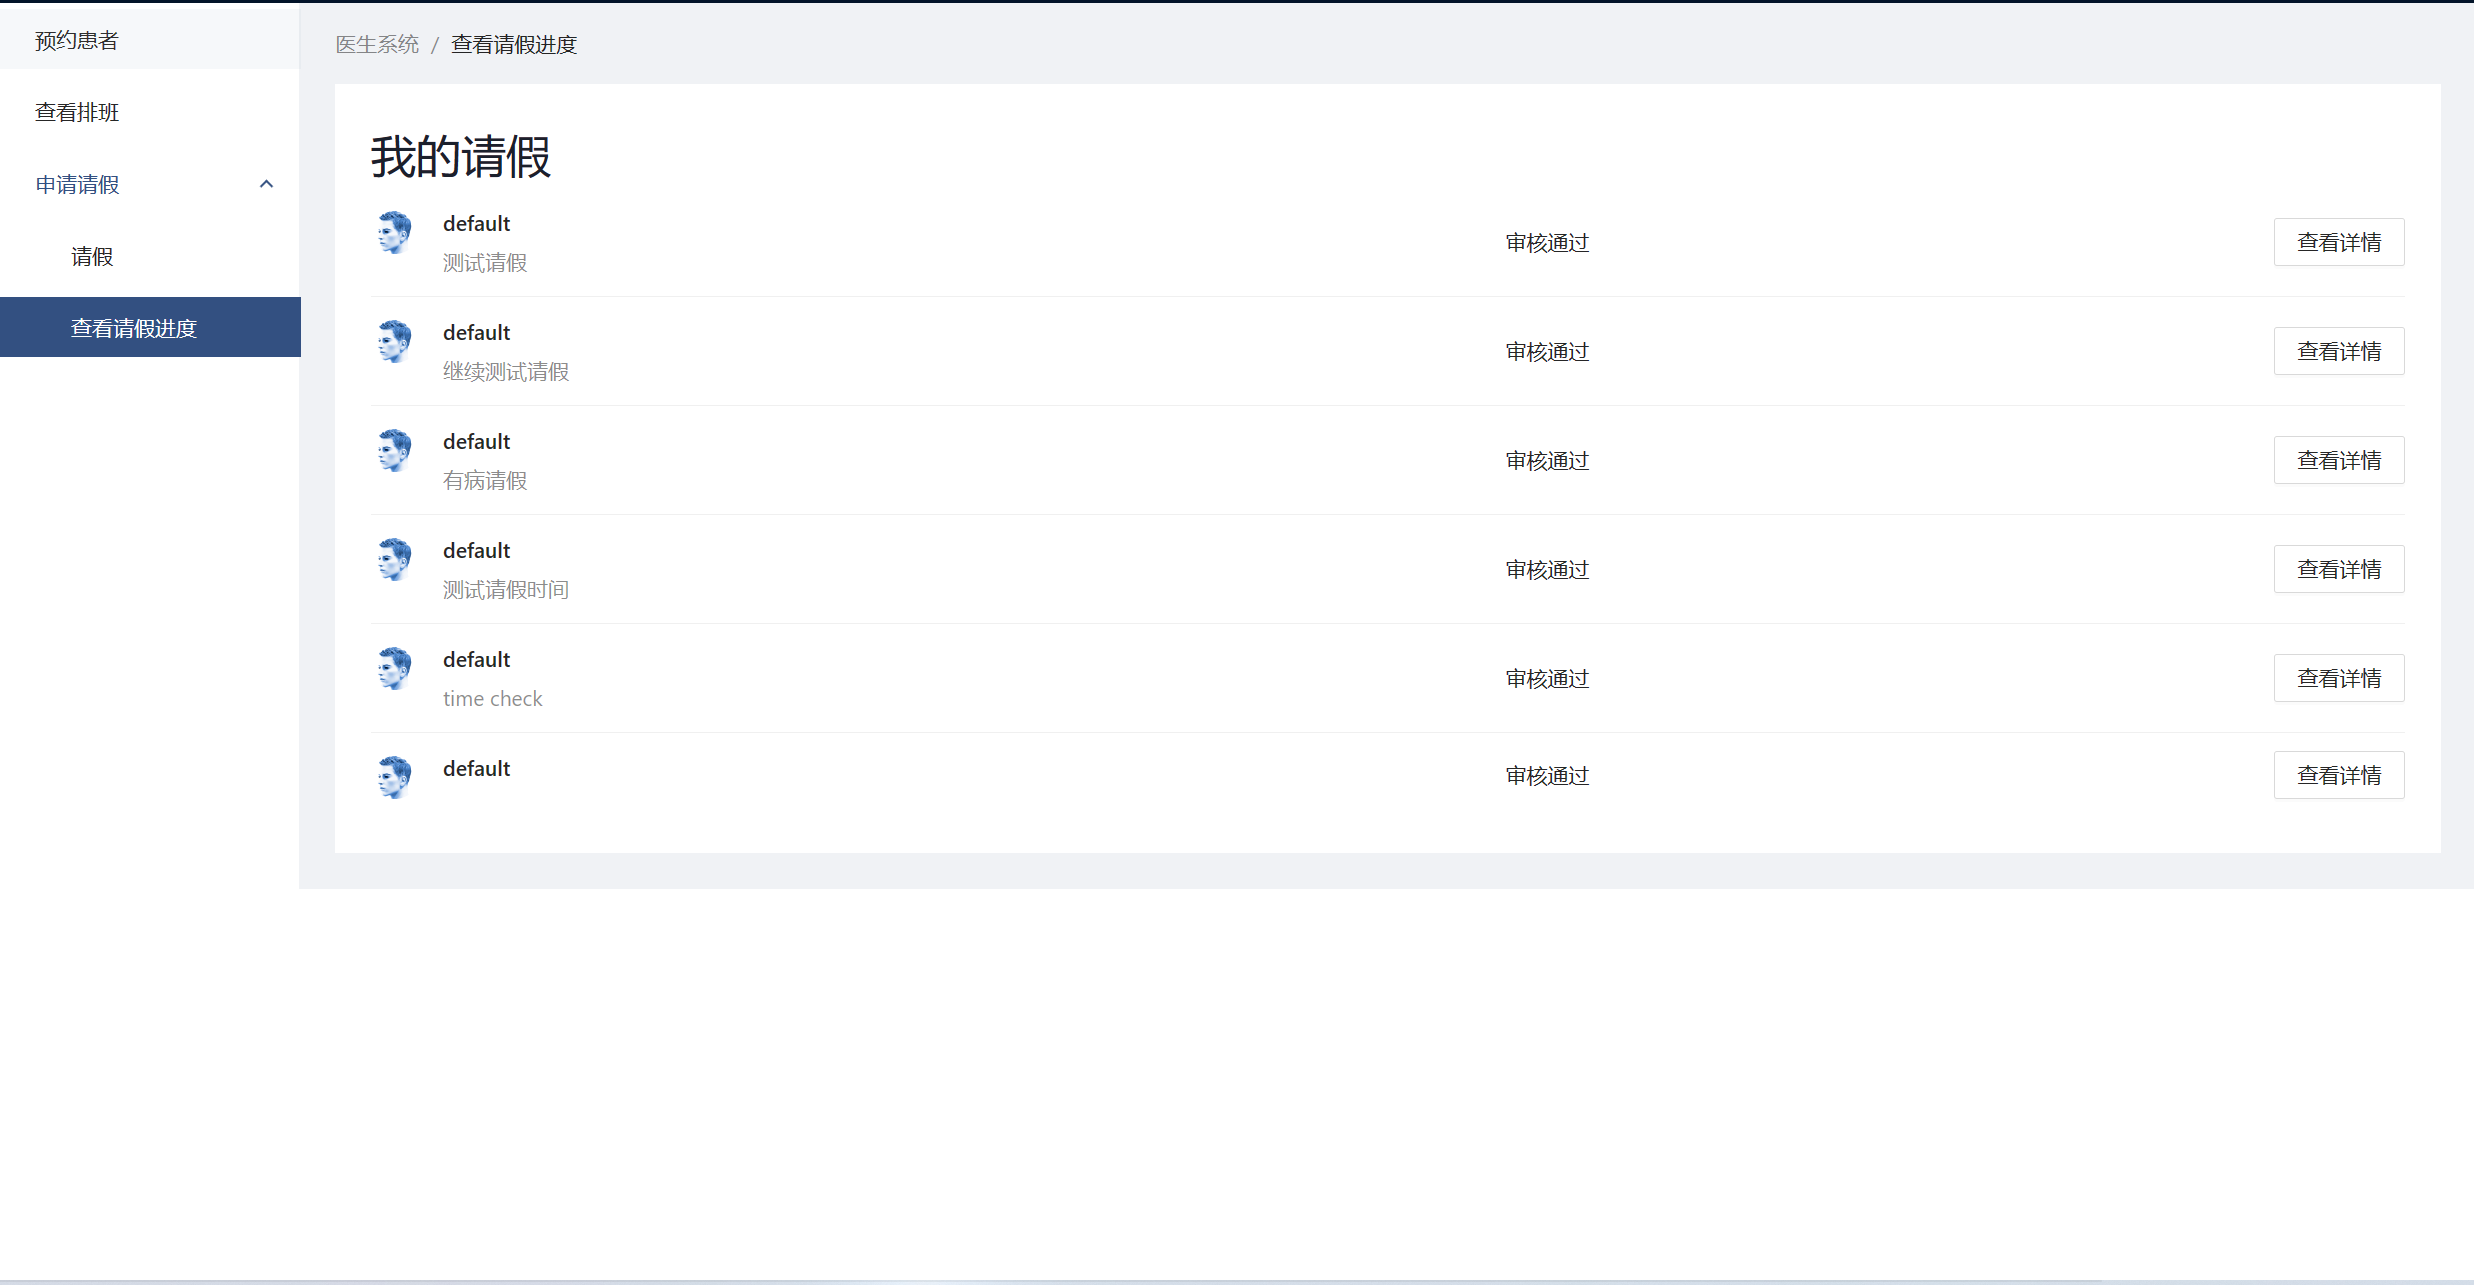 预约患者
查看排班
申请请假
请假
查看请假进度
医生系统 / 查看请假进度
我的请假
default
测试请假
审核通过
查看详情
default
继续测试请假
审核通过
查看详情
default
有病请假
审核通过
查看详情
default
测试请假时间
审核通过
查看详情
default
time check
审核通过
查看详情
default
审核通过
查看详情